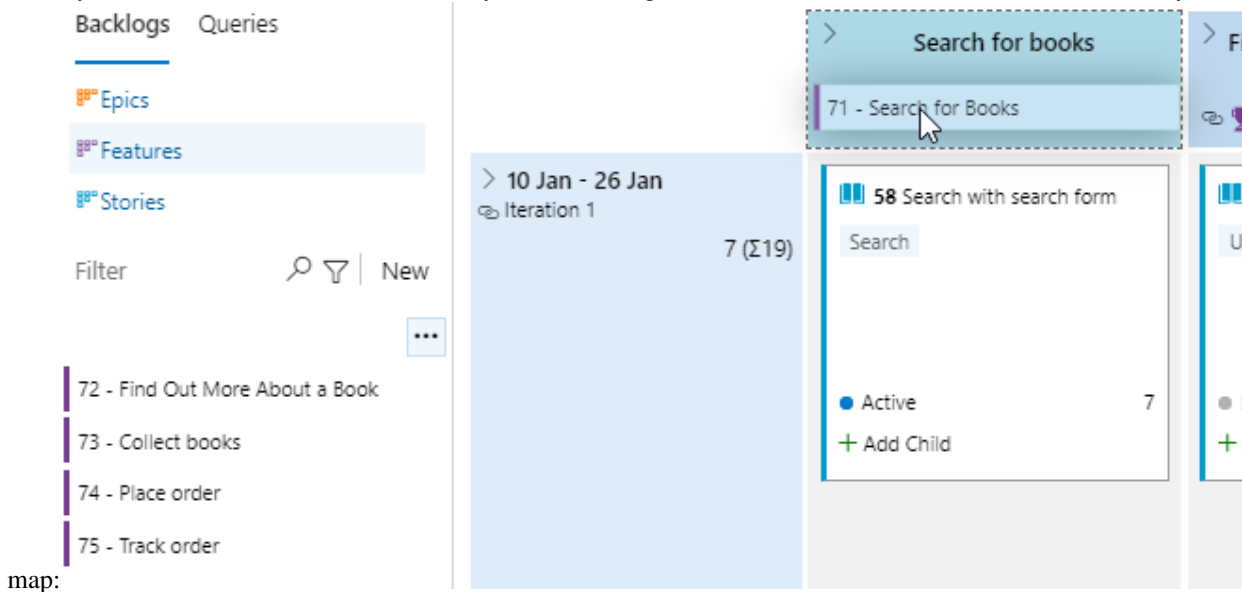 Backlogs Queries
Epics
Features
Stories
Filter New
...
72 - Find Out More About a Book
73 - Collect books
74 - Place order
75 - Track order
Search for books
71 - Search for Books
10 Jan - 26 Jan
Iteration 1
7 (Σ19)
58 Search with search form
Search
Active 7
+ Add Child
map: